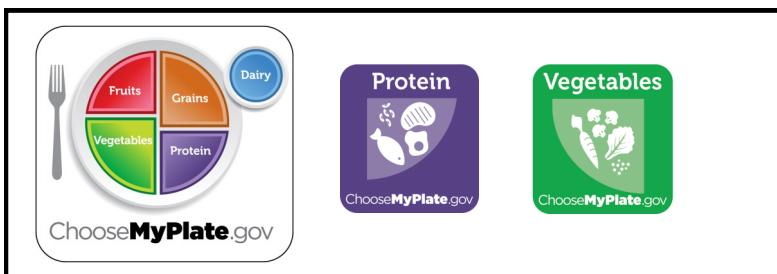 Fruits
Grains
Dairy
Vegetables
Protein
ChooseMyPlate.gov
Protein
ChooseMyPlate.gov
Vegetables
ChooseMyPlate.gov